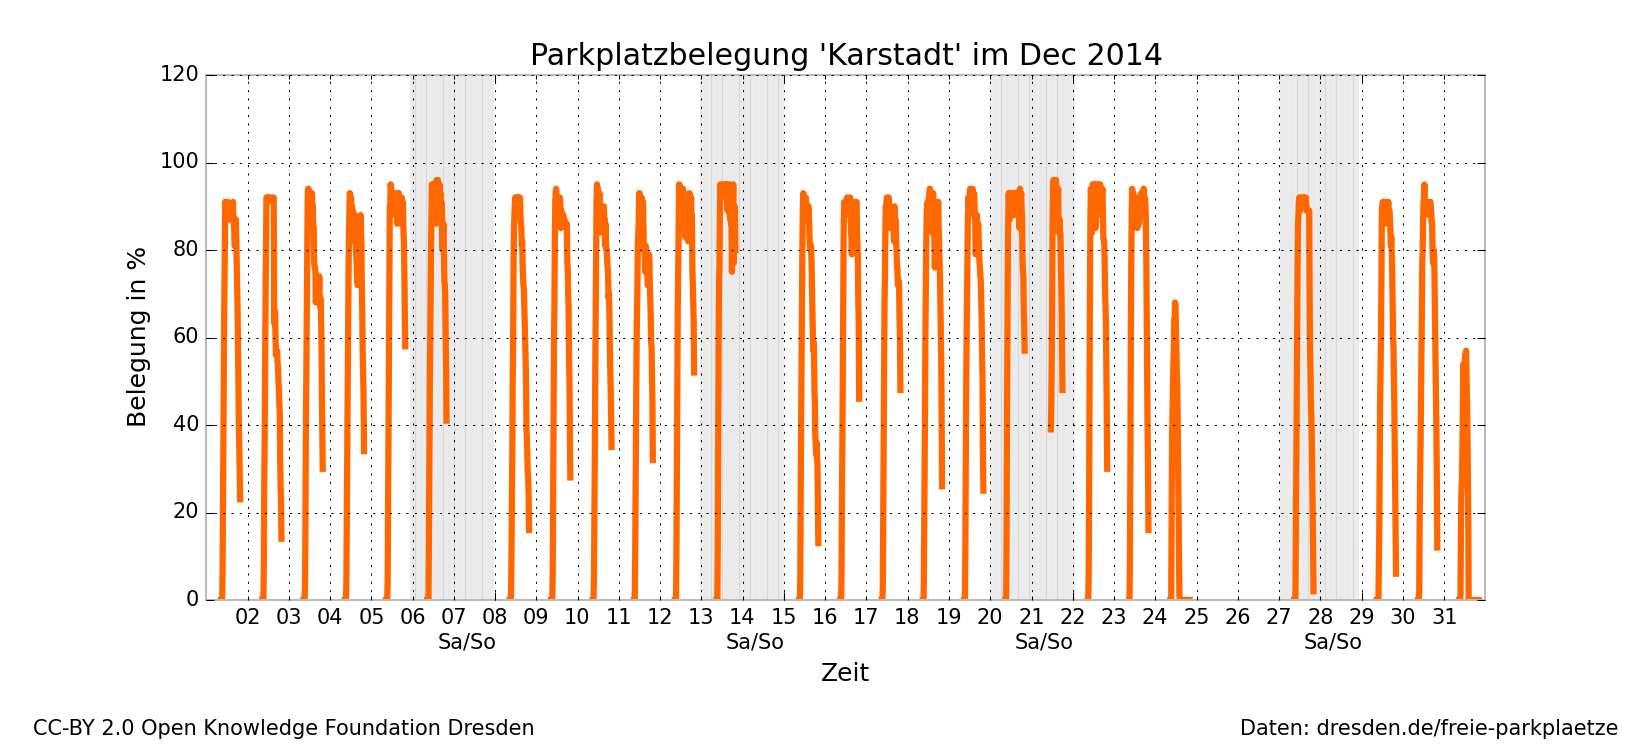 Parkplatzbelegung 'Karstadt' im Dec 2014
120
100
80
60
40
20
0
Belegung in %
02 03 04 05 06 07 08 09 10 11 12 13 14 15 16 17 18 19 20 21 22 23 24 25 26 27 28 29 30 31
Sa/So Sa/So Sa/So Sa/So
Zeit
CC-BY 2.0 Open Knowledge Foundation Dresden
Daten: dresden.de/freie-parkplaetze